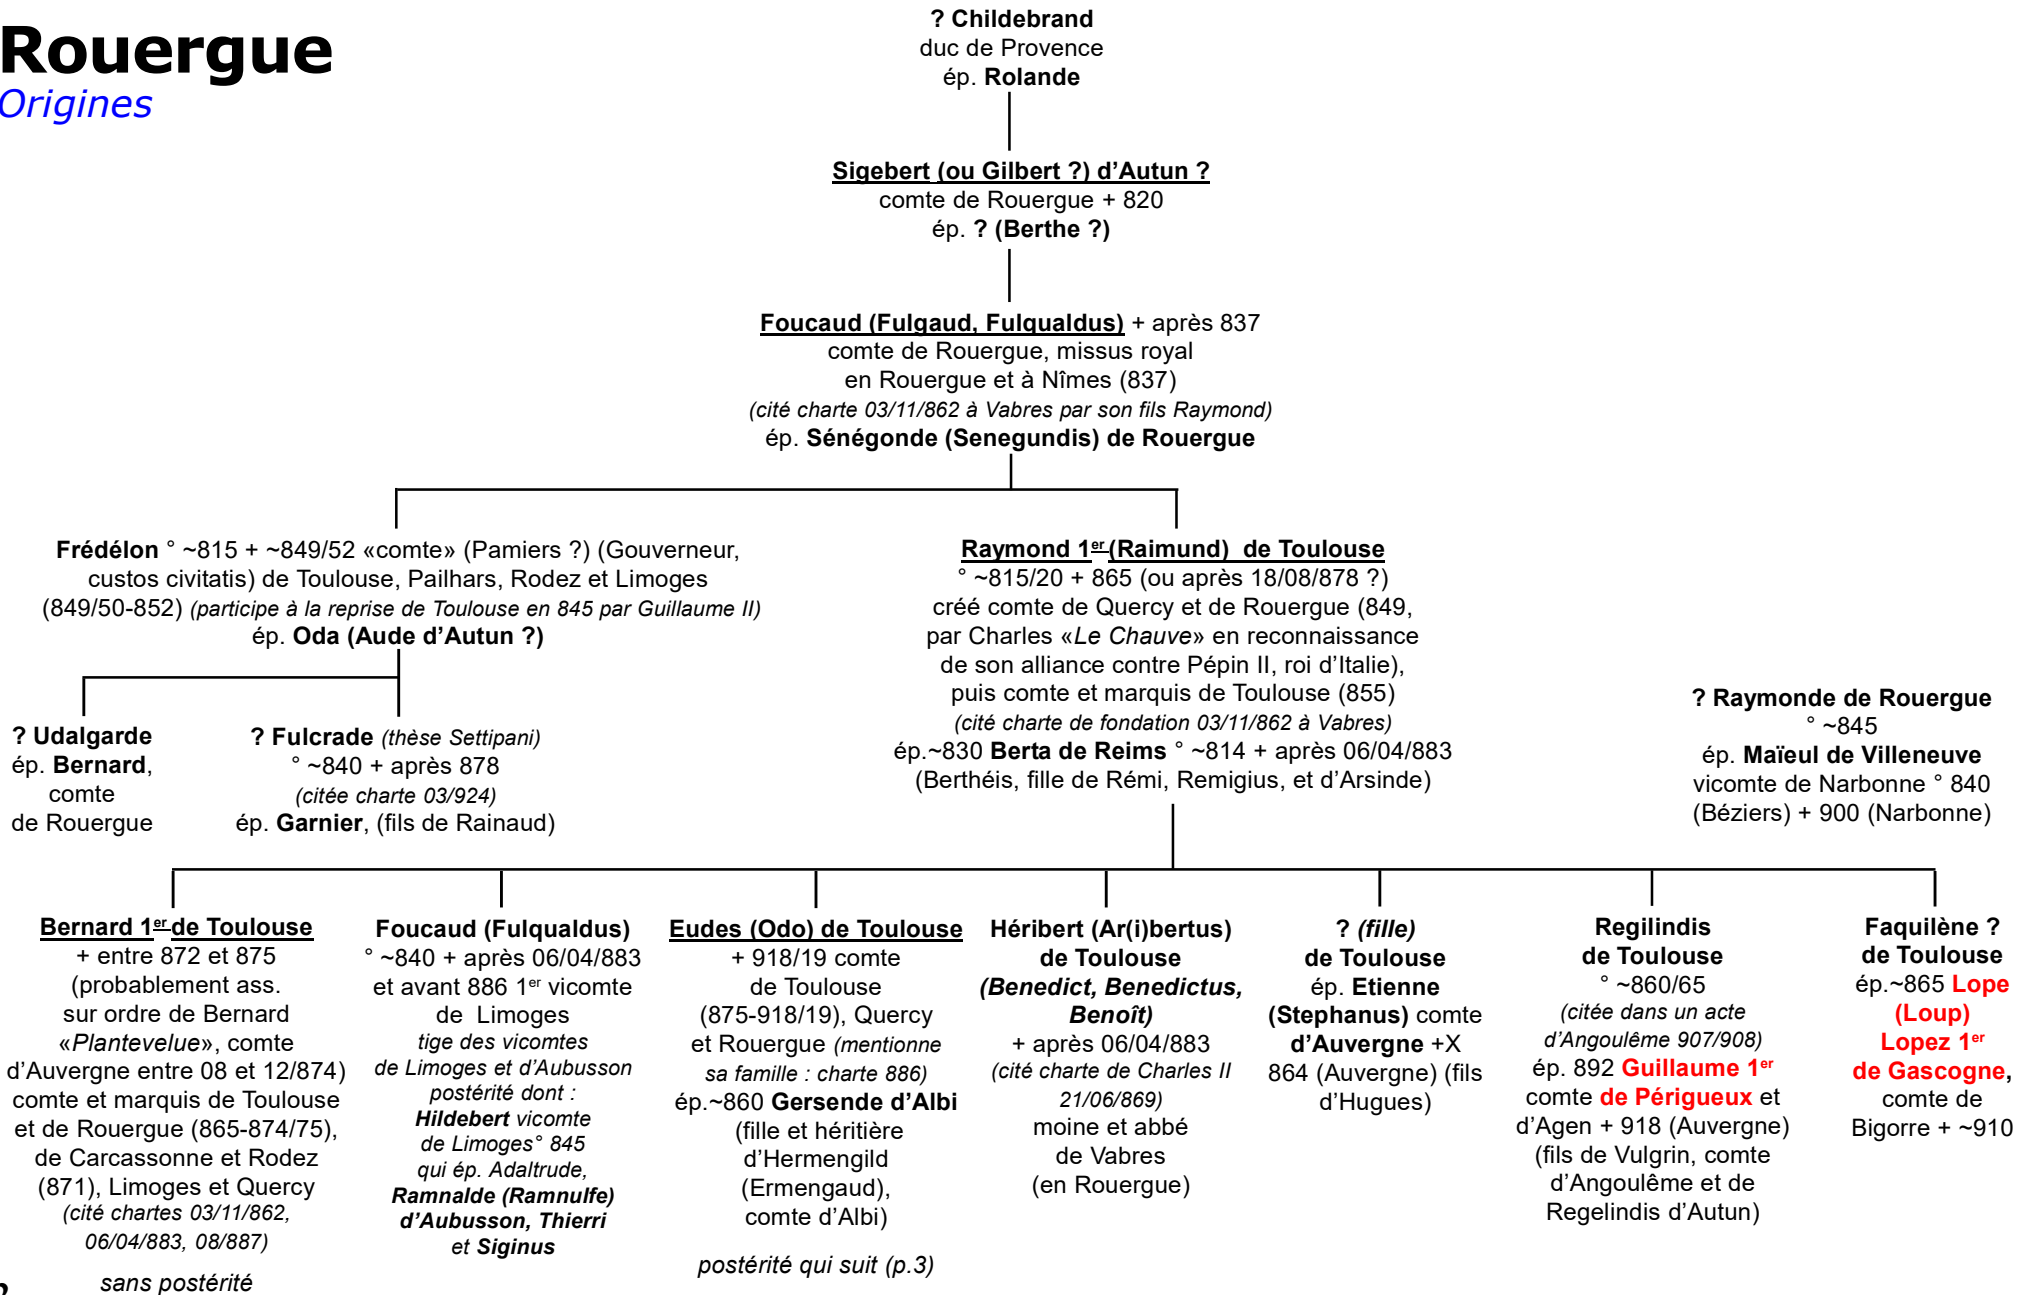 Rouergue
Origines
? Childebrand
duc de Provence
ép. Rolande
Sigebert (ou Gilbert ?) d’Autun ?
comte de Rouergue + 820
ép. ? (Berthe ?)
Foucaud (Fulgaud, Fulqualdus) + après 837
comte de Rouergue, missus royal
en Rouergue et à Nîmes (837)
(cité charte 03/11/862 à Vabres par son fils Raymond)
ép. Sénégonde (Senegundis) de Rouergue
Frédélon ° ~815 + ~849/52 «comte» (Pamiers ?) (Gouverneur,
custos civitatis) de Toulouse, Pailhars, Rodez et Limoges
(849/50-852) (participe à la reprise de Toulouse en 845 par Guillaume II)
ép. Oda (Aude d’Autun ?)
Raymond 1er (Raimund) de Toulouse
° ~815/20 + 865 (ou après 18/08/878 ?)
créé comte de Quercy et de Rouergue (849,
par Charles «Le Chauve» en reconnaissance
de son alliance contre Pépin II, roi d’Italie),
puis comte et marquis de Toulouse (855)
(cité charte de fondation 03/11/862 à Vabres)
ép.~830 Berta de Reims ° ~814 + après 06/04/883
(Berthéis, fille de Rémi, Remigius, et d’Arsinde)
? Raymonde de Rouergue
° ~845
ép. Maïeul de Villeneuve
vicomte de Narbonne ° 840
(Béziers) + 900 (Narbonne)
? Udalgarde
ép. Bernard,
comte
de Rouergue
? Fulcrade (thèse Settipani)
° ~840 + après 878
(citée charte 03/924)
ép. Garnier, (fils de Rainaud)
Bernard 1er de Toulouse
+ entre 872 et 875
(probablement ass.
sur ordre de Bernard
«Plantevelue», comte
d’Auvergne entre 08 et 12/874)
comte et marquis de Toulouse
et de Rouergue (865-874/75),
de Carcassonne et Rodez
(871), Limoges et Quercy
(cité chartes 03/11/862,
06/04/883, 08/887)
sans postérité
Foucaud (Fulqualdus)
° ~840 + après 06/04/883
et avant 886 1er vicomte
de Limoges
tige des vicomtes
de Limoges et d’Aubusson
postérité dont :
Hildebert vicomte
de Limoges° 845
qui ép. Adaltrude,
Ramnalde (Ramnulfe)
d’Aubusson, Thierri
et Siginus
Eudes (Odo) de Toulouse
+ 918/19 comte
de Toulouse
(875-918/19), Quercy
et Rouergue (mentionne
sa famille : charte 886)
ép.~860 Gersende d’Albi
(fille et héritière
d’Hermengild
(Ermengaud),
comte d’Albi)
postérité qui suit (p.3)
Héribert (Ar(i)bertus)
de Toulouse
(Benedict, Benedictus,
Benoît)
+ après 06/04/883
(cité charte de Charles II
21/06/869)
moine et abbé
de Vabres
(en Rouergue)
? (fille)
de Toulouse
ép. Etienne
(Stephanus) comte
d’Auvergne +X
864 (Auvergne) (fils
d’Hugues)
Regilindis
de Toulouse
° ~860/65
(citée dans un acte
d’Angoulême 907/908)
ép. 892 Guillaume 1er
comte de Périgueux et
d’Agen + 918 (Auvergne)
(fils de Vulgrin, comte
d’Angoulême et de
Regelindis d’Autun)
Faquilène ?
de Toulouse
ép.~865 Lope
(Loup)
Lopez 1er
de Gascogne,
comte de
Bigorre + ~910